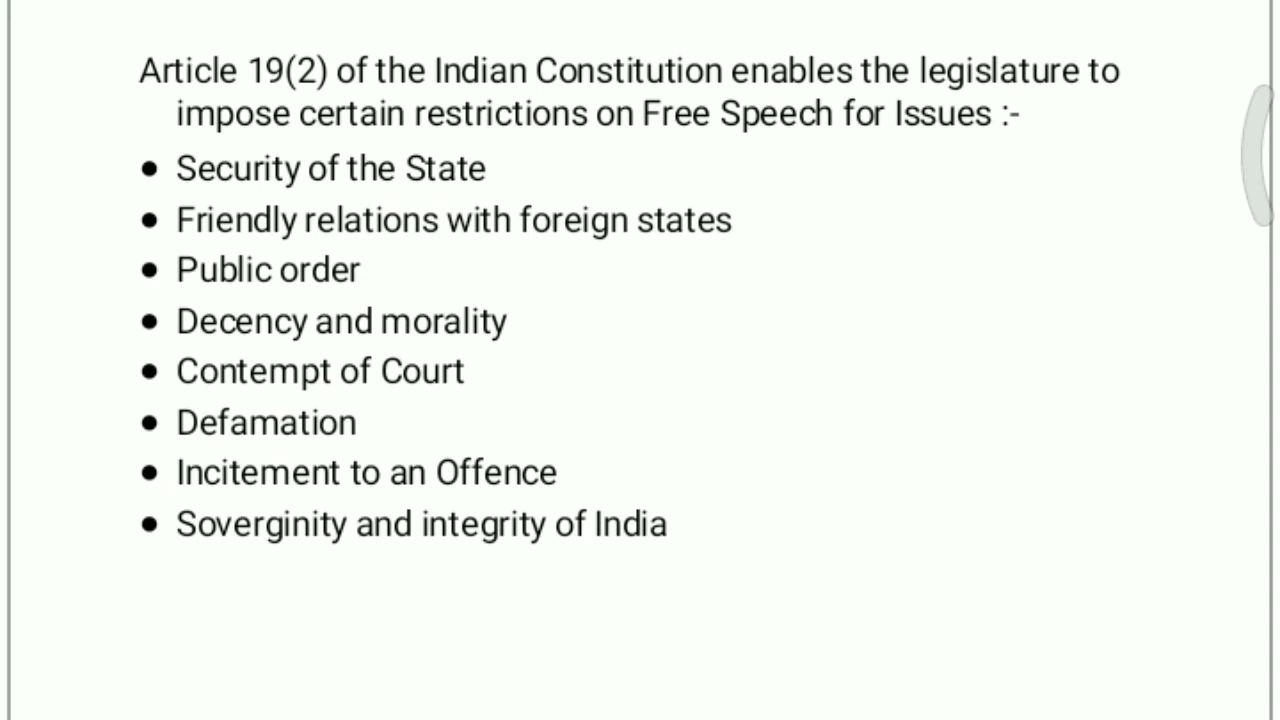 Article 19(2) of the Indian Constitution enables the legislature to
impose certain restrictions on Free Speech for Issues :-
● Security of the State
● Friendly relations with foreign states
● Public order
● Decency and morality
● Contempt of Court
● Defamation
● Incitement to an Offence
● Soverginity and integrity of India